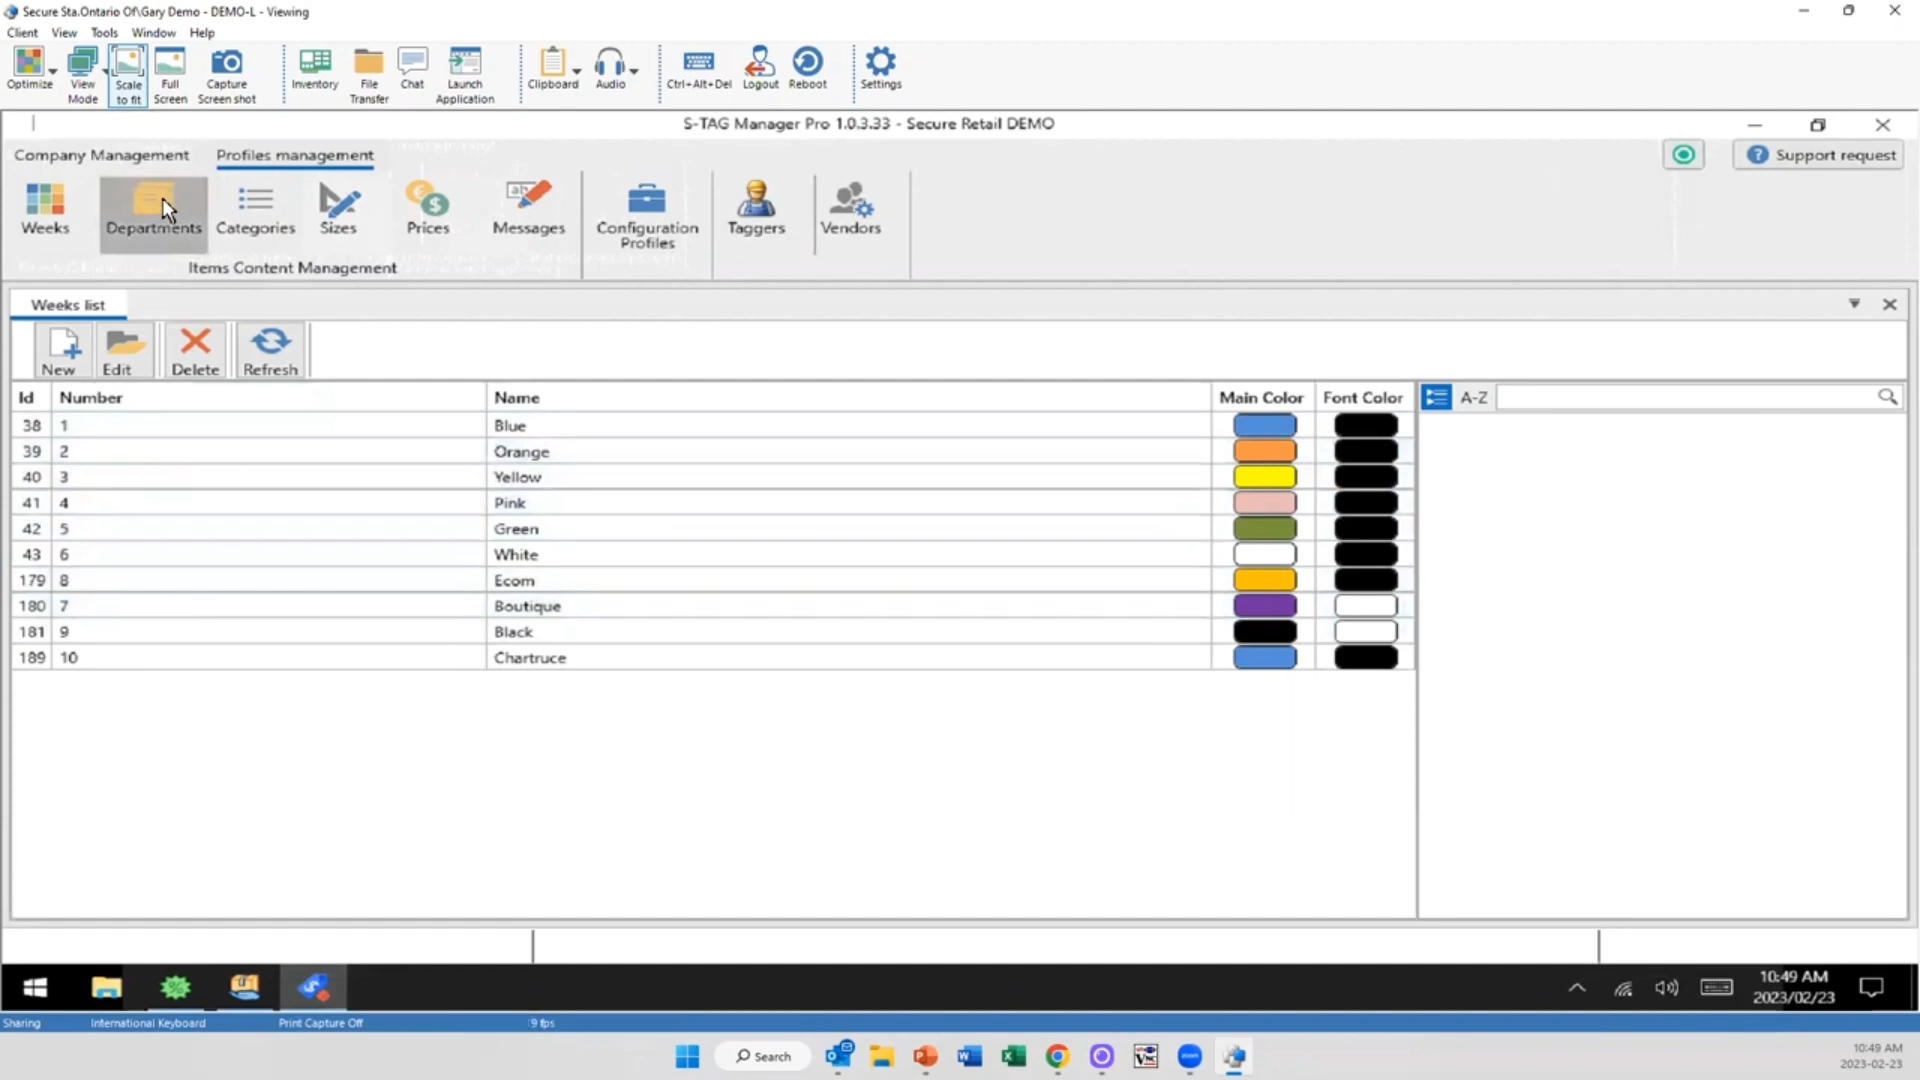 Secure Sta.Ontario Of\Gary Demo - DEMO-L - Viewing
Client View Tools Window Help
Optimize View Mode Scale to fit Full Screen Capture Screen shot Inventory File Transfer Chat Launch Application Clipboard Audio Ctrl+Alt+Del Logout Reboot Settings
S-TAG Manager Pro 1.0.3.33 - Secure Retail DEMO
Company Management Profiles management Support request
Weeks Departments Categories Sizes Prices Messages Configuration Profiles Taggers Vendors
Items Content Management
Weeks list
New Edit Delete Refresh
Id Number Name Main Color Font Color A-Z
38 1 Blue
39 2 Orange
40 3 Yellow
41 4 Pink
42 5 Green
43 6 White
179 8 Ecom
180 7 Boutique
181 9 Black
189 10 Chartruce
10:49 AM
2023/02/23
Sharing International Keyboard Print Capture Off 9 fps
Search
10:49 AM
2023-02-23